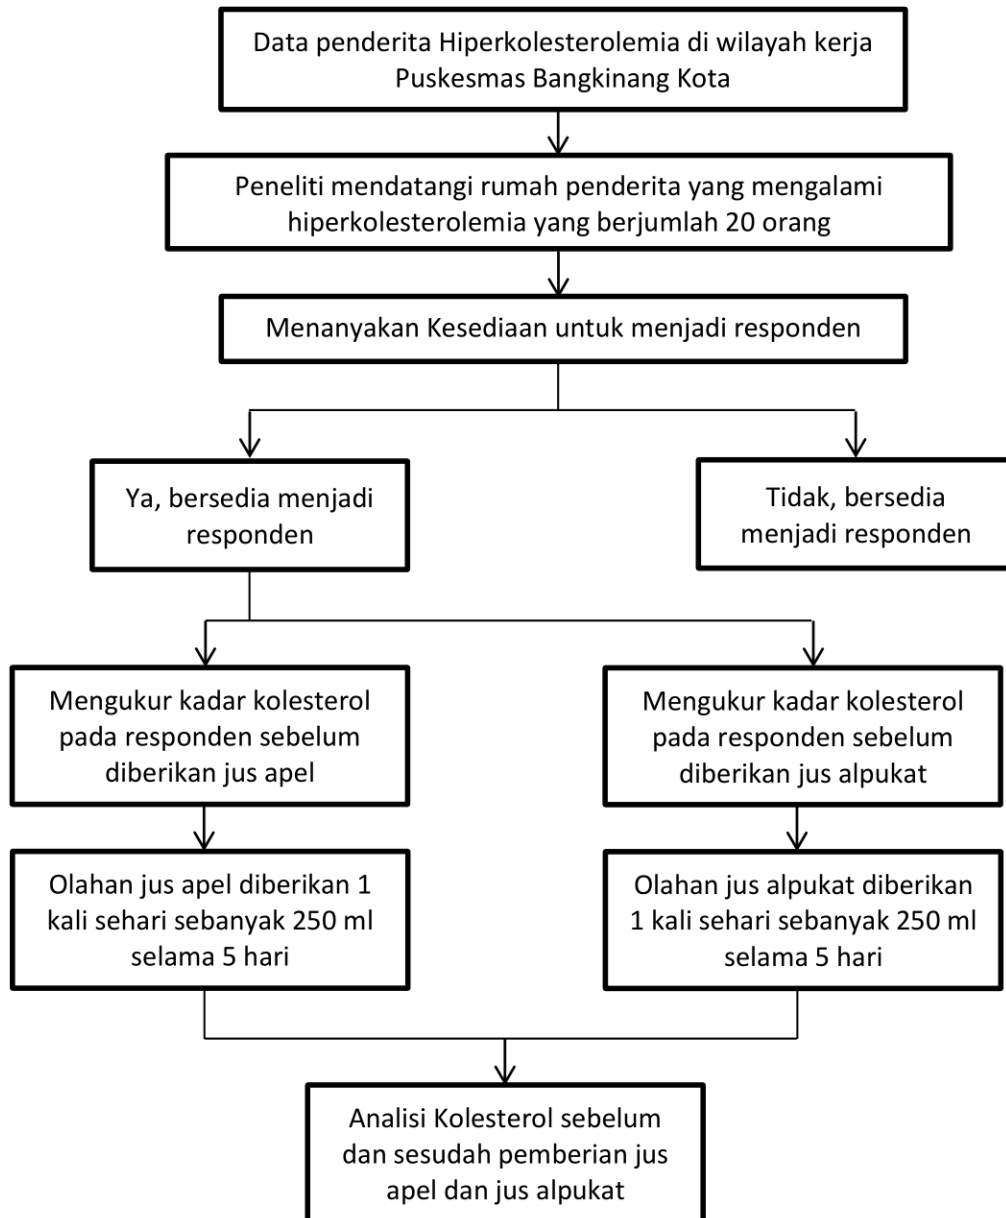 Data penderita Hiperkolesterolemia di wilayah kerja
Puskesmas Bangkinang Kota
Peneliti mendatangi rumah penderita yang mengalami
hiperkolesterolemia yang berjumlah 20 orang
Menanyakan Kesediaan untuk menjadi responden
Ya, bersedia menjadi
responden
Tidak, bersedia
menjadi responden
Mengukur kadar kolesterol
pada responden sebelum
diberikan jus apel
Mengukur kadar kolesterol
pada responden sebelum
diberikan jus alpukat
Olahan jus apel diberikan 1
kali sehari sebanyak 250 ml
selama 5 hari
Olahan jus alpukat diberikan
1 kali sehari sebanyak 250 ml
selama 5 hari
Analisi Kolesterol sebelum
dan sesudah pemberian jus
apel dan jus alpukat